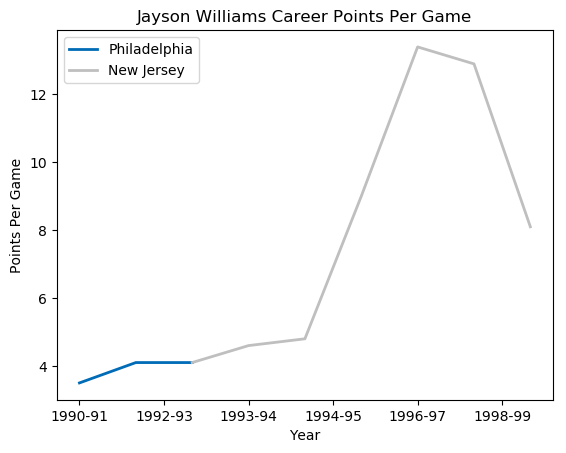 Jayson Williams Career Points Per Game
Philadelphia
New Jersey
Points Per Game
12
10
8
6
4
1990-91 1992-93 1993-94 1994-95 1996-97 1998-99
Year